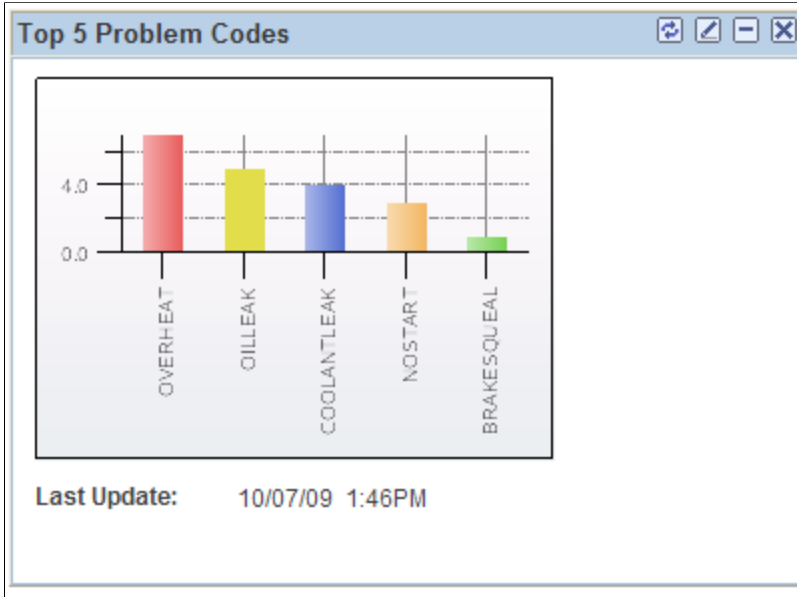 Top 5 Problem Codes
4.0
0.0
OVERHEAT
OILLEAK
COOLANTLEAK
NOSTART
BRAKESQUEAL
Last Update: 10/07/09 1:46PM